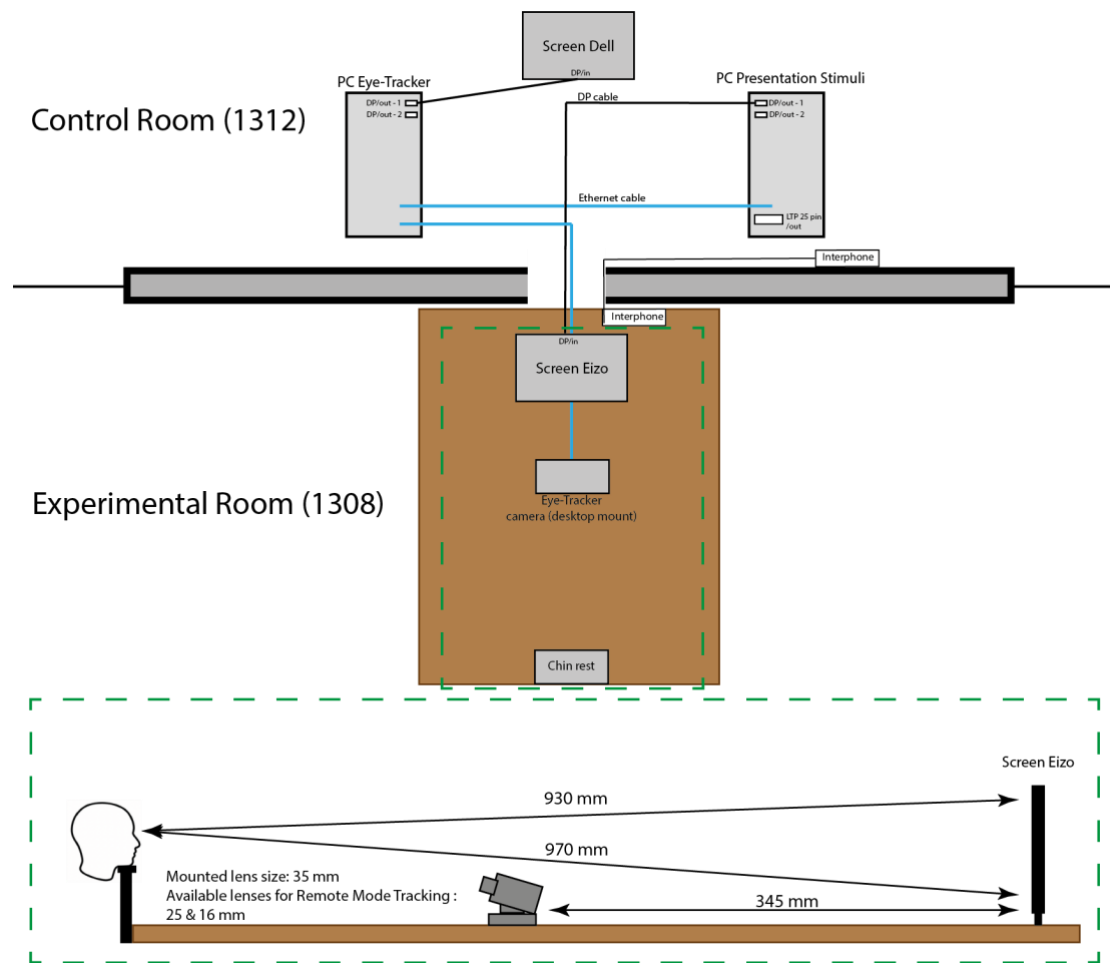 Screen Dell
DP/in
PC Eye-Tracker
PC Presentation Stimuli
DP/out - 1
DP/out - 2
DP cable
DP/out - 1
DP/out - 2
Control Room (1312)
Ethernet cable
LTP 25 pin
/out
Interphone
Interphone
DP/in
Screen Eizo
Experimental Room (1308)
Eye-Tracker
camera (desktop mount)
Chin rest
Screen Eizo
930 mm
970 mm
Mounted lens size: 35 mm
Available lenses for Remote Mode Tracking :
25 & 16 mm
345 mm